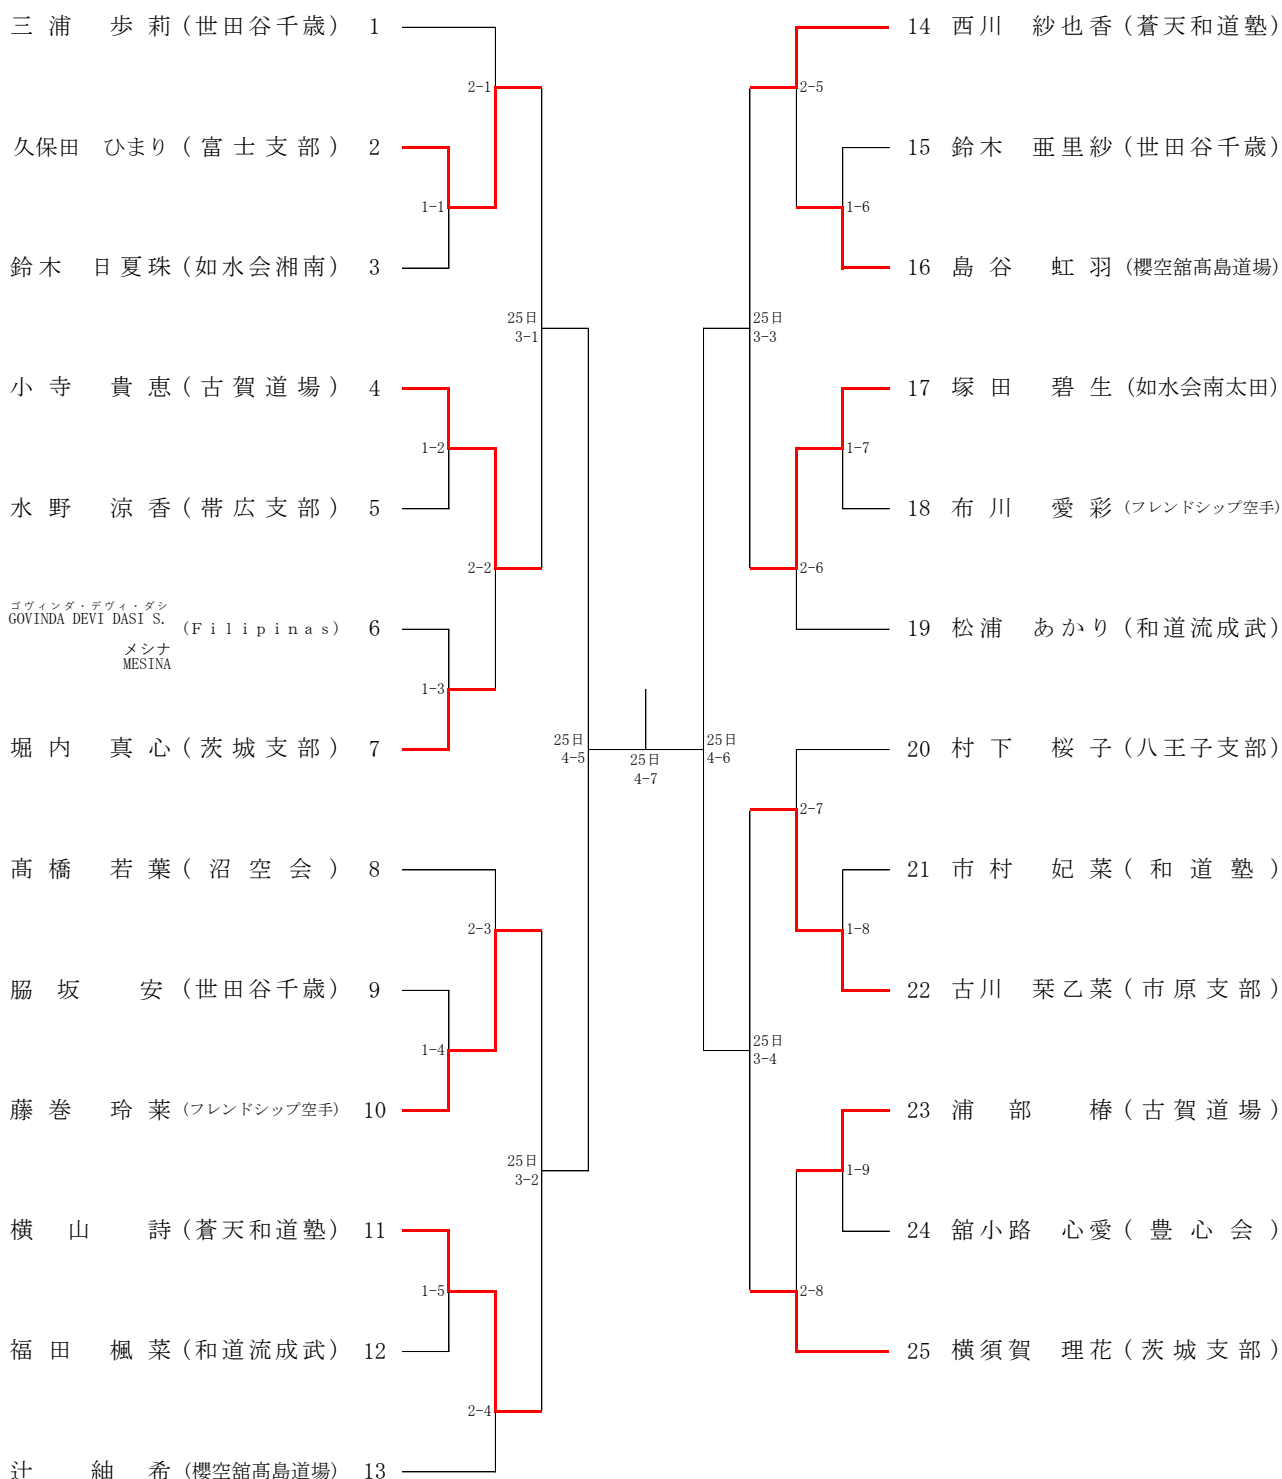 三浦 歩莉 (世田谷千歳) 1
2-1
久保田 ひまり (富士支部) 2
1-1
鈴木 日夏珠 (如水会湘南) 3
25日
3-1
小寺 貴恵 (古賀道場) 4
1-2
水野 涼香 (帯広支部) 5
2-2
ゴヴィンダ・デヴィ・ダシ
GOVINDA DEVI DASI S.
(Filipinas) 6
メシナ
MESINA
1-3
堀内 真心 (茨城支部) 7
25日
4-5
髙橋 若葉 (沼空会) 8
2-3
脇坂 安 (世田谷千歳) 9
1-4
藤巻 玲菜 (フレンドシップ空手) 10
25日
3-2
横山 詩 (蒼天和道塾) 11
1-5
福田 楓菜 (和道流成武) 12
2-4
辻 紬希 (櫻空舘髙島道場) 13
25日
4-7
14 西川 紗也香 (蒼天和道塾)
2-5
15 鈴木 亜里紗 (世田谷千歳)
1-6
16 島谷 虹羽 (櫻空舘髙島道場)
25日
3-3
17 塚田 碧生 (如水会南太田)
1-7
18 布川 愛彩 (フレンドシップ空手)
2-6
19 松浦 あかり (和道流成武)
25日
4-6
20 村下 桜子 (八王子支部)
2-7
21 市村 妃菜 (和道塾)
1-8
22 古川 栞乙菜 (市原支部)
25日
3-4
23 浦部 椿 (古賀道場)
1-9
24 舘小路 心愛 (豊心会)
2-8
25 横須賀 理花 (茨城支部)